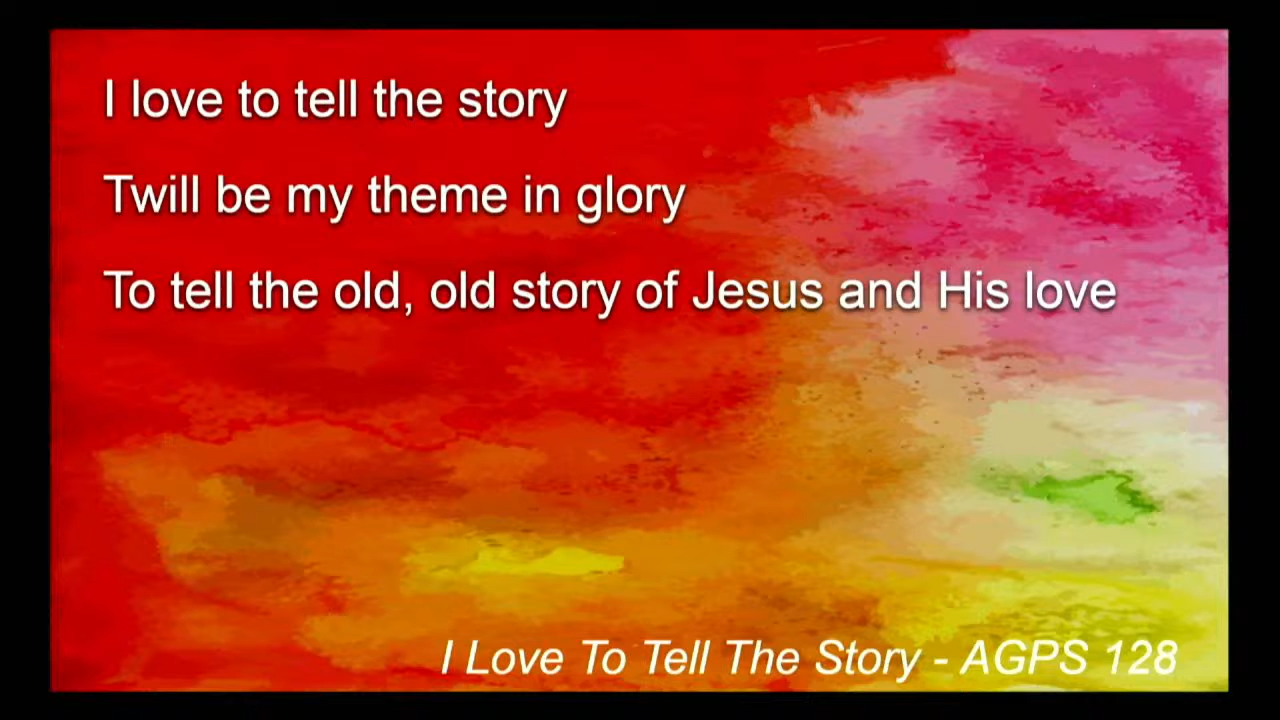 I love to tell the story
Twill be my theme in glory
To tell the old, old story of Jesus and His love
I Love To Tell The Story - AGPS 128